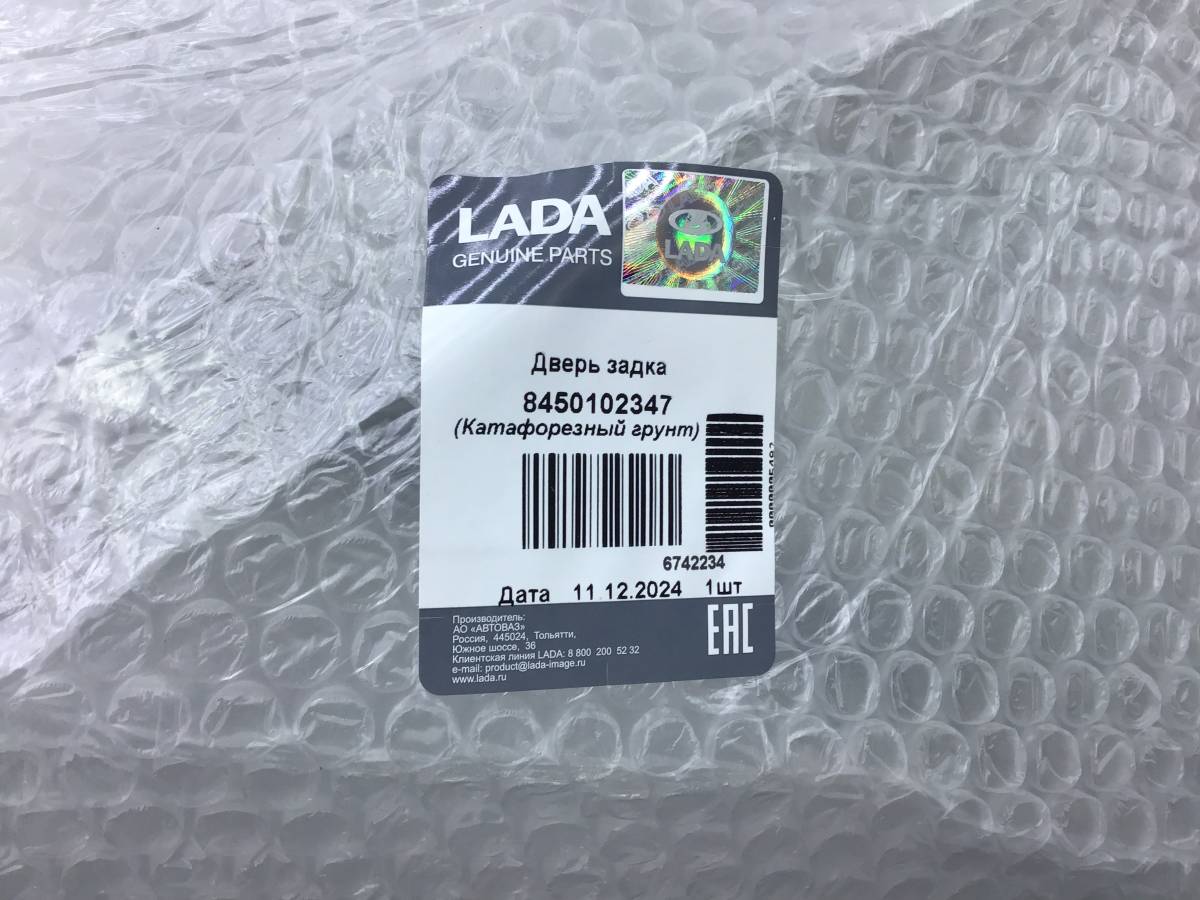 LADA
GENUINE PARTS
LADA
Дверь задка
8450102347
(Катафорезный грунт)
6742234
Дата 11.12.2024 1шт
Производитель:
АО «АВТОВАЗ»
Россия, 445024, Тольятти,
Южное шоссе, 36
Клиентская линия LADA: 8 800 200 52 32
e-mail: product@lada-image.ru
www.lada.ru
EAC